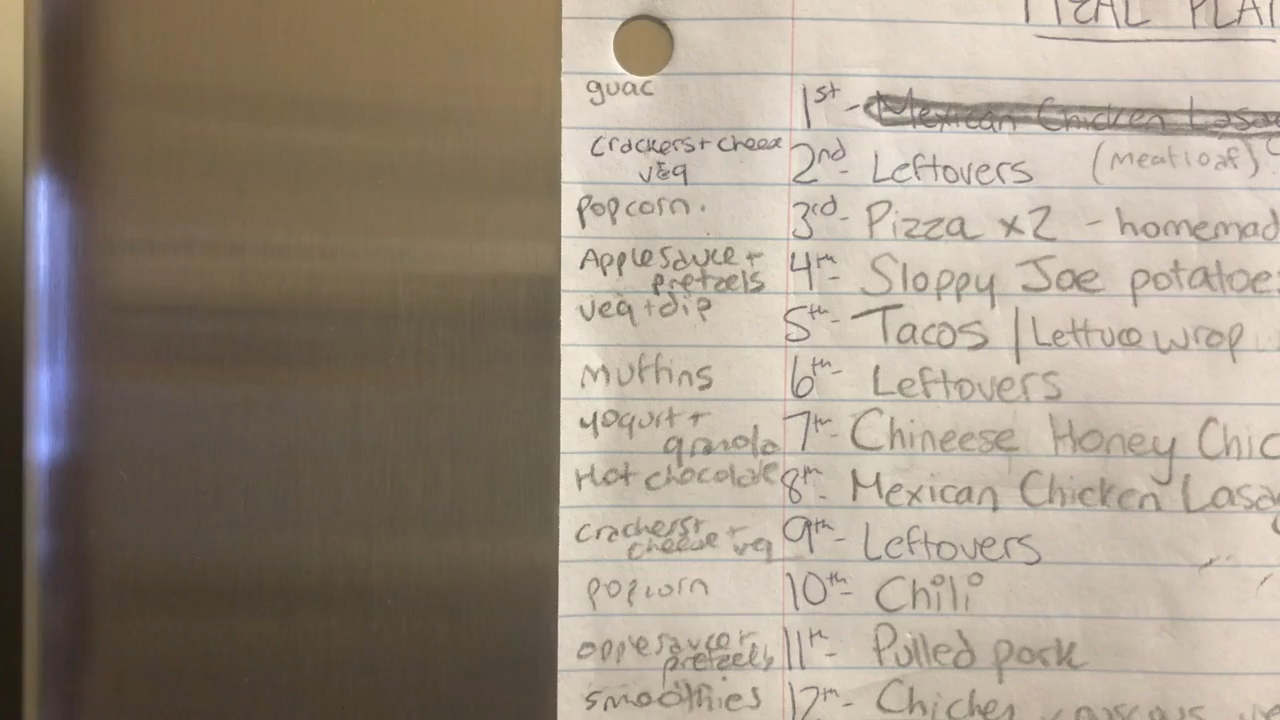 MEAL PLA
guac 1st- Mexican Chicken Lasa
Crackers + cheese 2nd- Leftovers (meatloaf)
veg
popcorn. 3rd- Pizza x2 - homemad
Applesauce + 4th- Sloppy Joe potatoe
pretzels
veg + dip 5th- Tacos / Lettuce wrap
Muffins 6th- Leftovers
yogurt + 7th- Chineese Honey Chic
granola
Hot chocolate 8th- Mexican Chicken Lasag
Crackers + 9th- Leftovers
cheese + veg
popcorn 10th- Chili
applesauce + 11th- Pulled pork
pretzels
smoothies 12th- Chicken